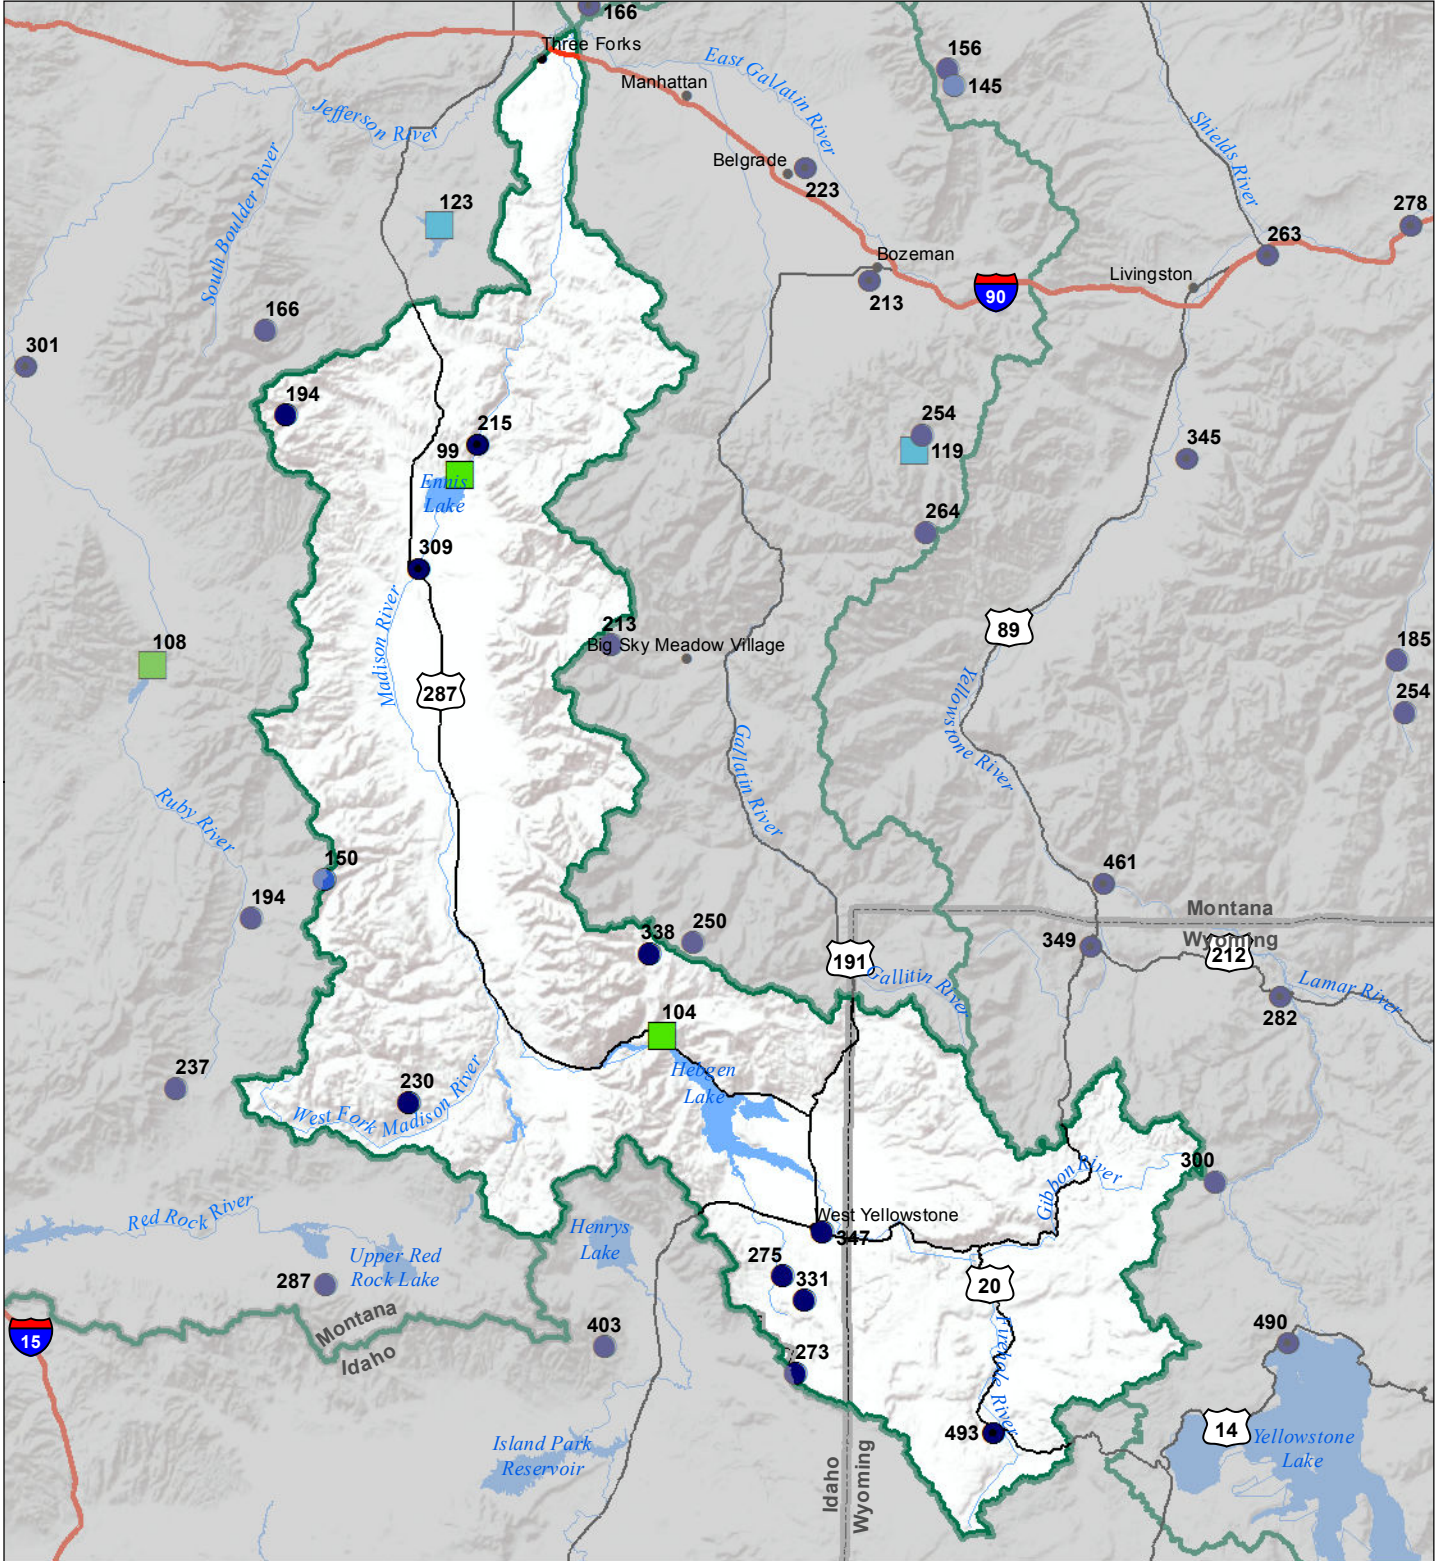 166
Three Forks
156
East Gallatin River
Manhattan
145
Jefferson River
Shields River
Belgrade
223
South Boulder River
123
278
263
Bozeman
Livingston
213
90
166
301
194
215
254
99
119
345
Ennis
Lake
264
309
213
Big Sky Meadow Village
89
108
185
Madison River
287
254
Yellowstone River
Gallatin River
Ruby River
150
461
194
Montana
250
338
349
Wyoming
212
191
Gallitin River
Lamar River
282
104
237
Hebgen
Lake
230
West Fork Madison River
300
Gibbon River
Red Rock River
West Yellowstone
Henrys
Lake
347
Upper Red
Rock Lake
275
287
331
20
Montana
Idaho
15
403
490
273
Firehole River
493
14
Yellowstone
Lake
Island Park
Reservoir
Idaho
Wyoming